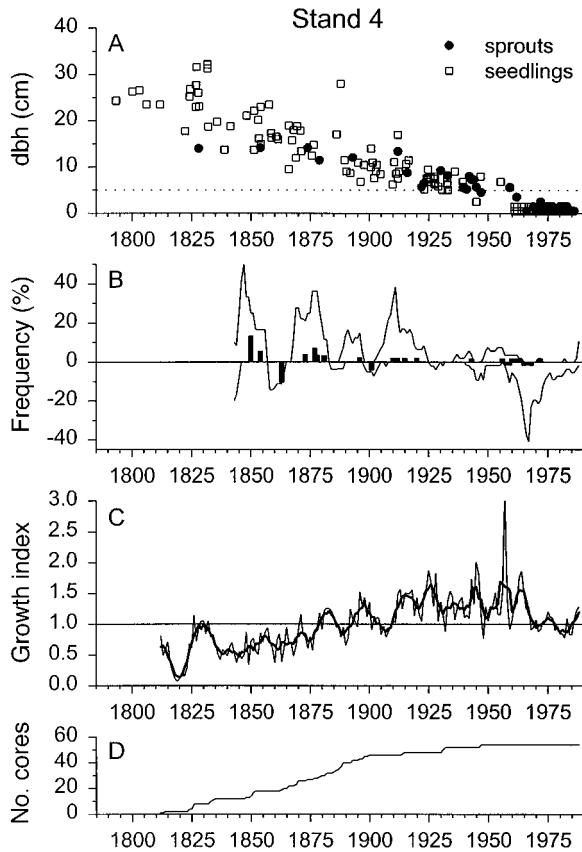 Stand 4
A
sprouts
seedlings
dbh (cm)
40
30
20
10
0
1800 1825 1850 1875 1900 1925 1950 1975
B
Frequency (%)
40
20
0
-20
-40
1800 1825 1850 1875 1900 1925 1950 1975
C
Growth index
3.0
2.5
2.0
1.5
1.0
0.5
0.0
1800 1825 1850 1875 1900 1925 1950 1975
D
No. cores
60
40
20
0
1800 1825 1850 1875 1900 1925 1950 1975